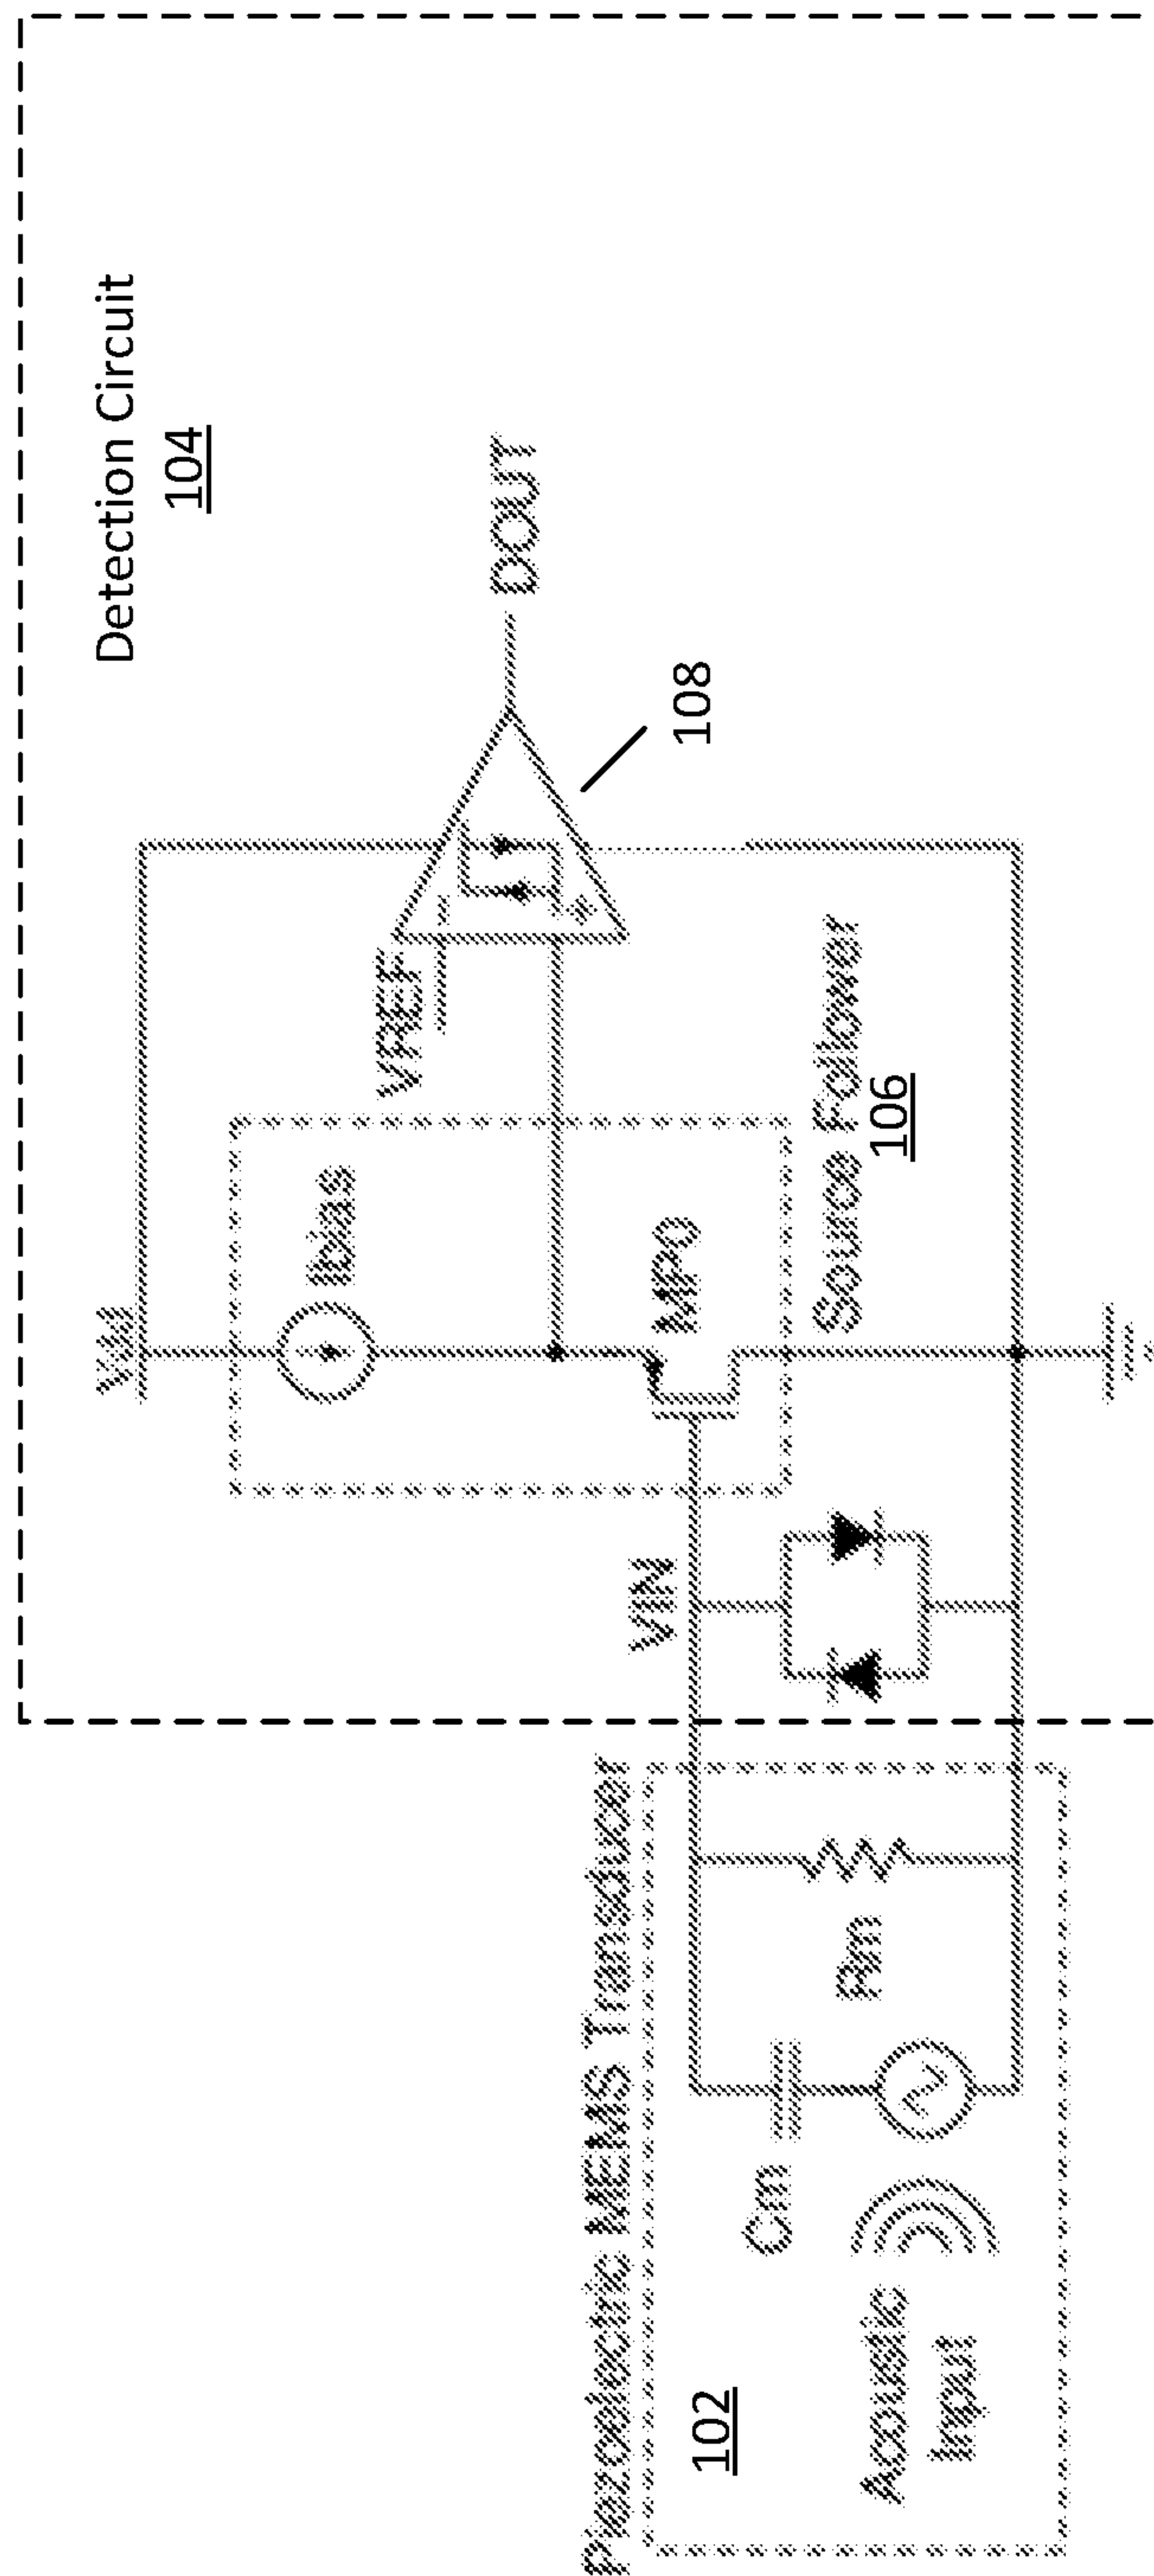 Detection Circuit
104
Vdd
Ibias
VREF
DOUT
108
MP0
Source Follower
106
VIN
Piezoelectric MEMS Transducer
102
Cm
Rm
Acoustic
Input